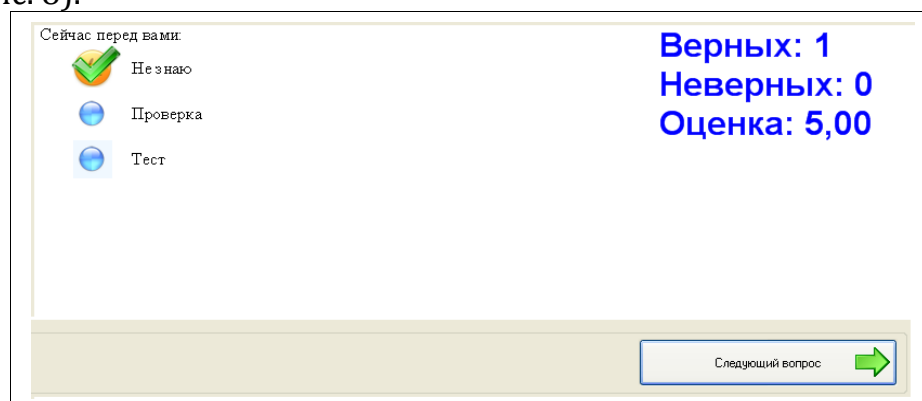 Сейчас перед вами:
Не знаю
Проверка
Тест
Верных: 1
Неверных: 0
Оценка: 5,00
Следующий вопрос